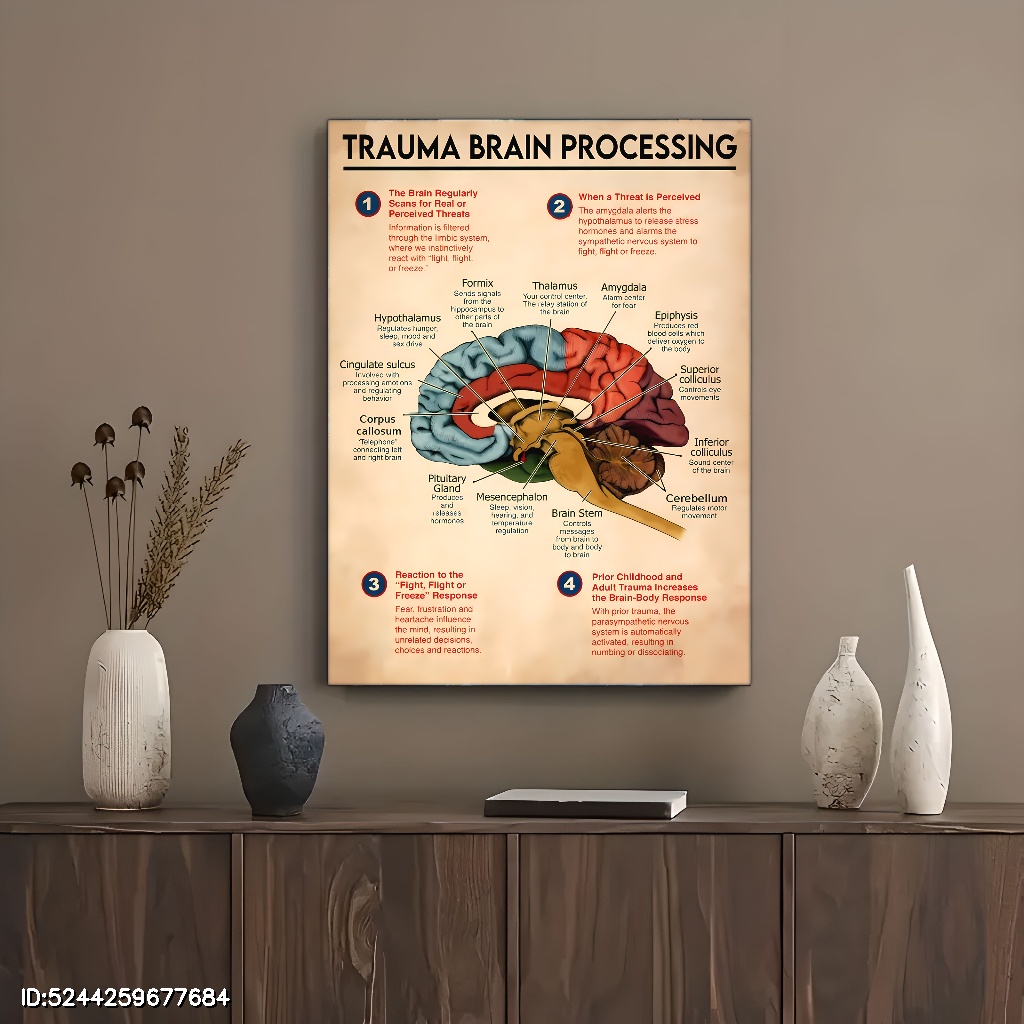 TRAUMA BRAIN PROCESSING
1
The Brain Regularly
Scans for Real or
Perceived Threats
Information is filtered
through the limbic system,
where we instinctively
react with "fight, flight,
or freeze."
2
When a Threat is Perceived
The amygdala alerts the
hypothalamus to release stress
hormones and alarms the
sympathetic nervous system to
fight, flight or freeze.
Formix
Sends signals
from the
hippocampus to
other parts of
the brain
Thalamus
Your control center.
The relay station of
the brain
Amygdala
Alarm center
for fear
Hypothalamus
Regulates hunger,
sleep, mood and
sex drive
Epiphysis
Produces red
blood cells which
deliver oxygen to
the body
Cingulate sulcus
Involved with
processing emotions
and regulating
behavior
Superior
colliculus
Controls eye
movements
Corpus
callosum
"Telephone"
connecting left
and right brain
Inferior
colliculus
Sound center
of the brain
Pituitary
Gland
Produces
and
releases
hormones
Mesencephalon
Sleep, vision,
hearing, and
temperature
regulation
Brain Stem
Controls
messages
from brain to
body and body
to brain
Cerebellum
Regulates motor
movement
3
Reaction to the
"Fight, Flight or
Freeze" Response
Fear, frustration and
heartache influence
the mind, resulting in
unrelated decisions,
choices and reactions.
4
Prior Childhood and
Adult Trauma Increases
the Brain-Body Response
With prior trauma, the
parasympathetic nervous
system is automatically
activated, resulting in
numbing or dissociating.
ID:5244259677684